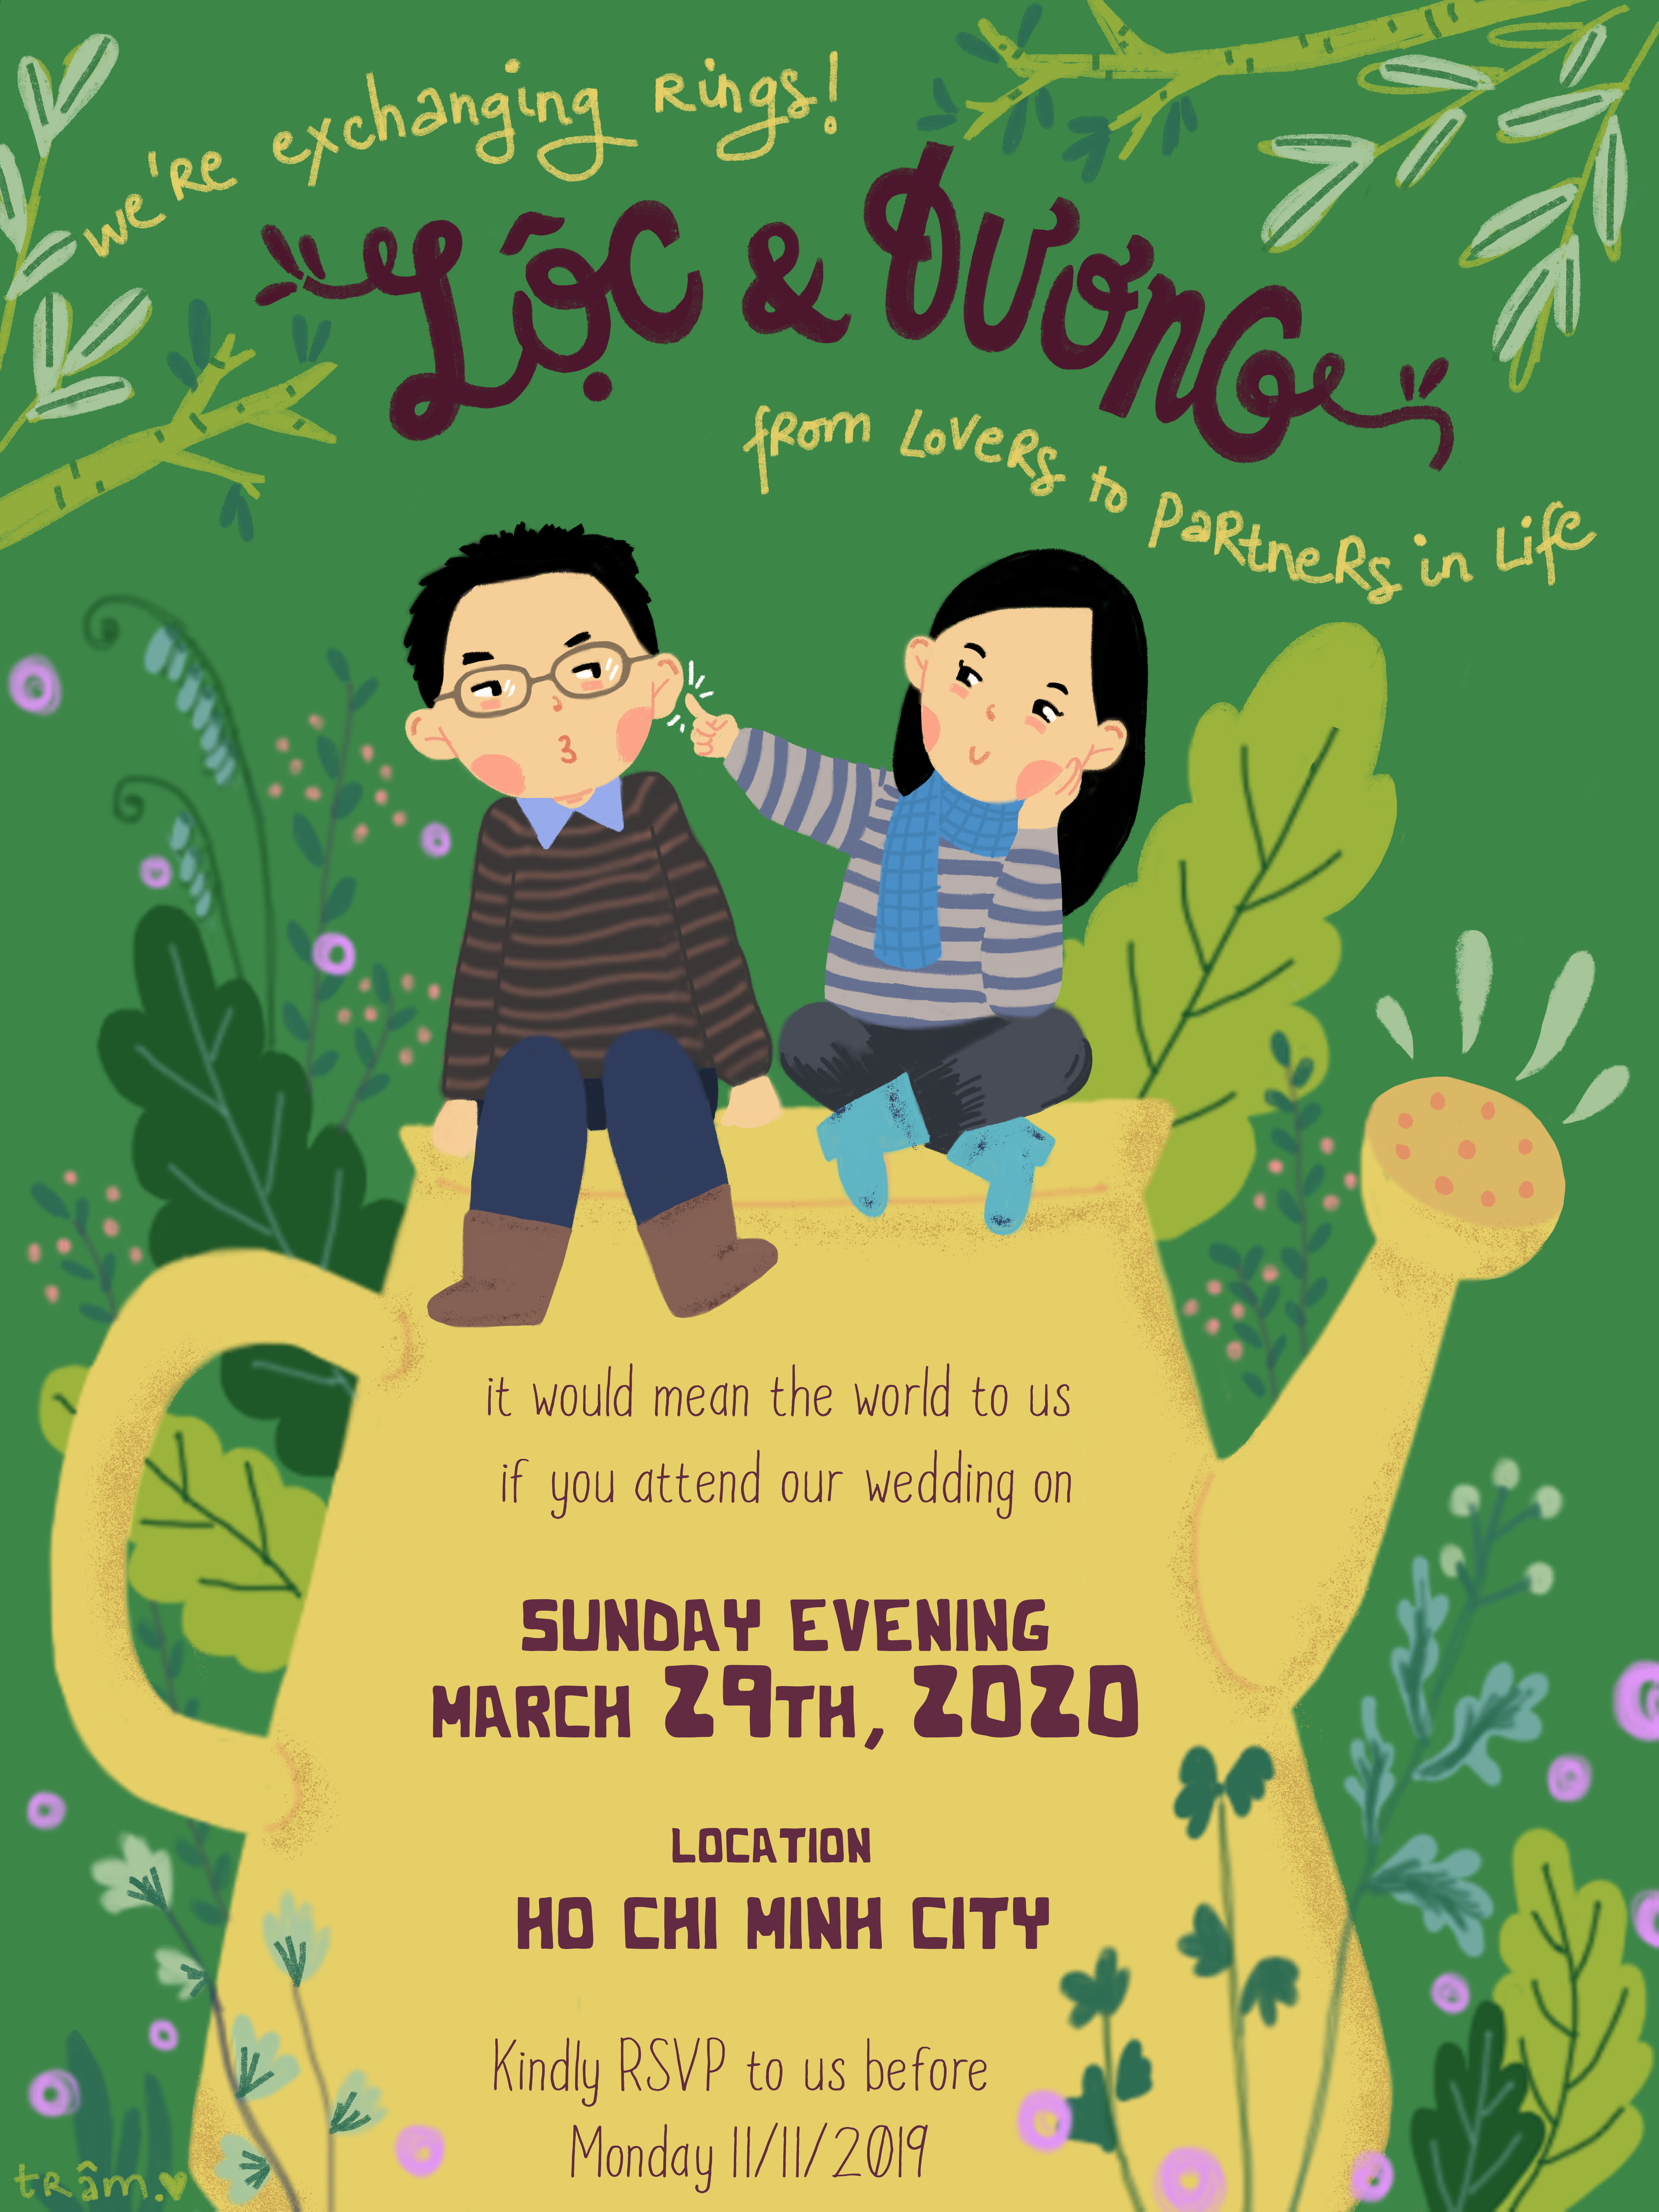 we're exchanging Rings!
Lộc & Dương
from Lovers to partners in Life
it would mean the world to us
if you attend our wedding on
SUNDAY EVENING
MARCH 29TH, 2020
LOCATION
HO CHI MINH CITY
Kindly RSVP to us before
Monday 11/11/2019
trâm.